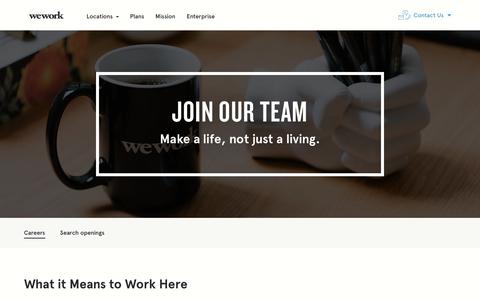 wework
Locations
Plans
Mission
Enterprise
Contact Us
JOIN OUR TEAM
Make a life, not just a living.
wework
Careers
Search openings
What it Means to Work Here